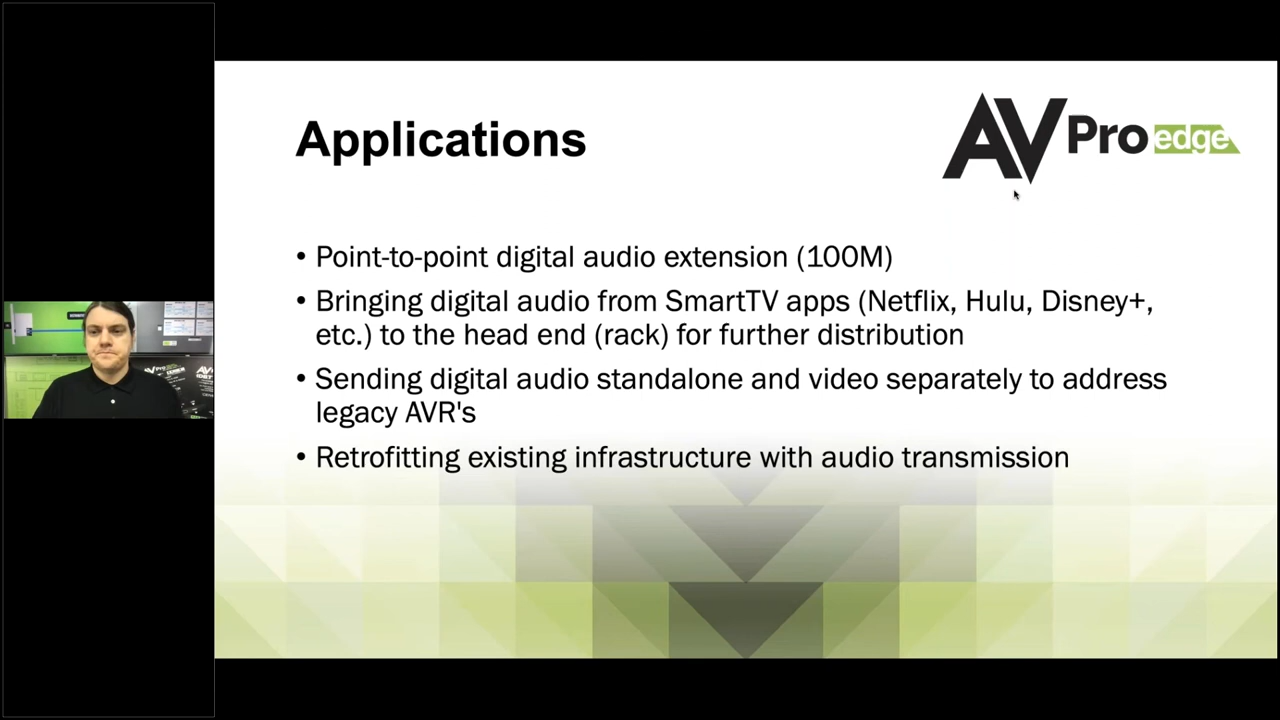 Applications
AVPro edge
• Point-to-point digital audio extension (100M)
• Bringing digital audio from SmartTV apps (Netflix, Hulu, Disney+,
etc.) to the head end (rack) for further distribution
• Sending digital audio standalone and video separately to address
legacy AVR's
• Retrofitting existing infrastructure with audio transmission